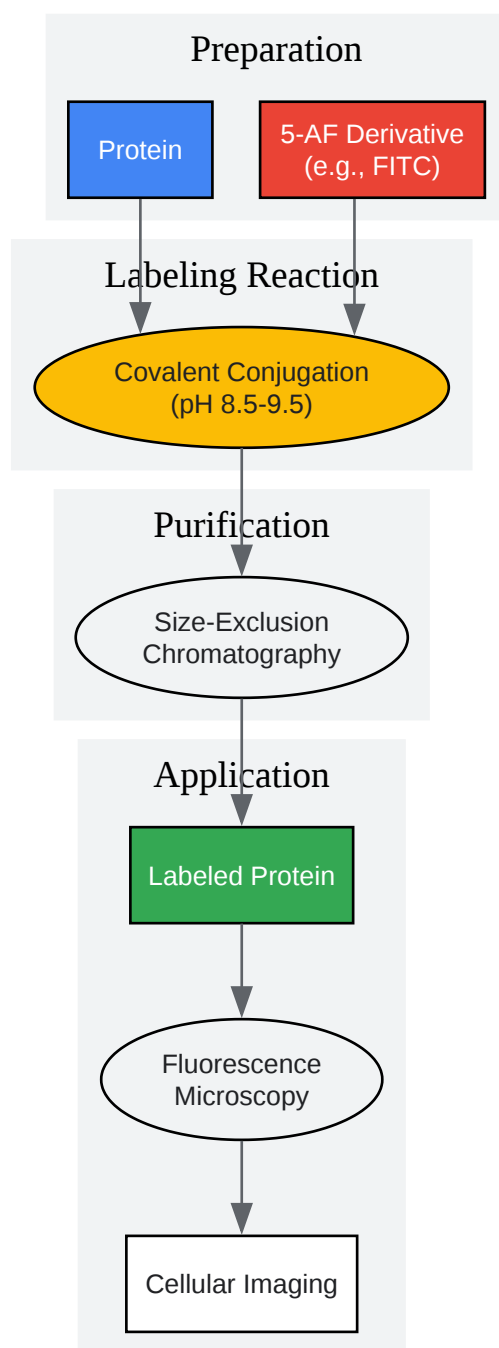 Preparation
Protein
5-AF Derivative
(e.g., FITC)
Labeling Reaction
Covalent Conjugation
(pH 8.5-9.5)
Purification
Size-Exclusion
Chromatography
Application
Labeled Protein
Fluorescence
Microscopy
Cellular Imaging